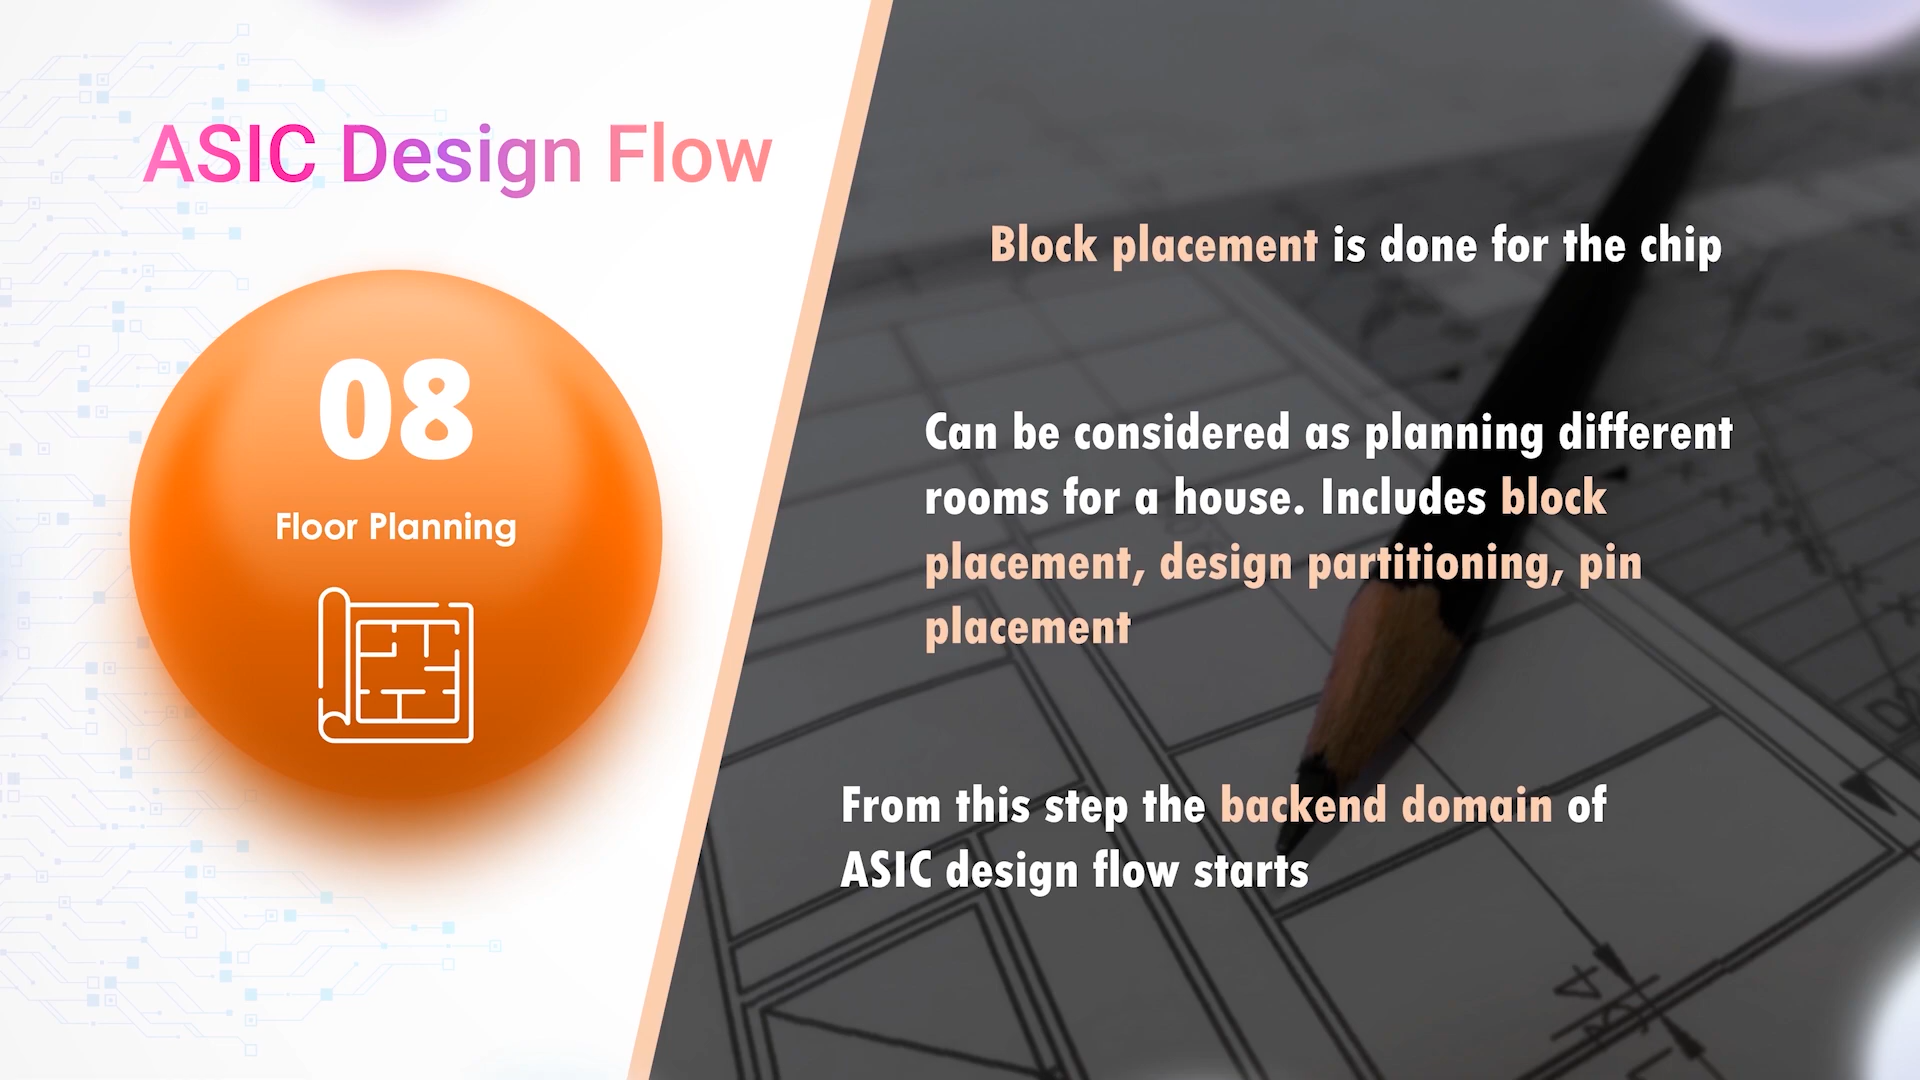 ASIC Design Flow
08
Floor Planning
Block placement is done for the chip
Can be considered as planning different
rooms for a house. Includes block
placement, design partitioning, pin
placement
From this step the backend domain of
ASIC design flow starts